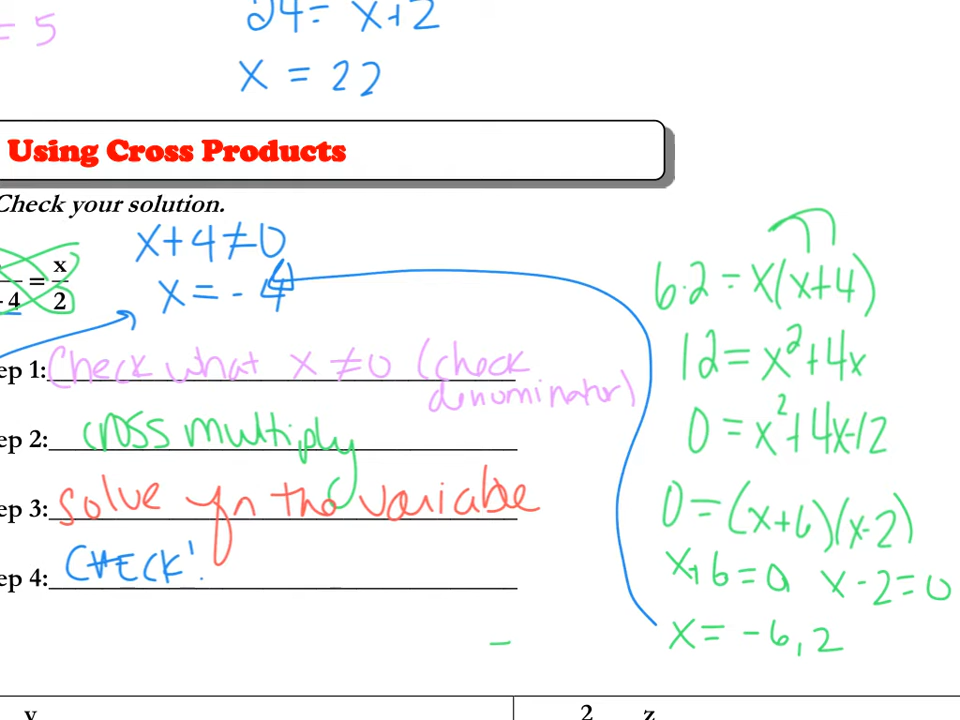 = 5
24 = x+2
x = 22
Using Cross Products
Check your solution.
x+4≠0
x = -4
-4 = x/2
ep 1: Check what x ≠0 (check denominator)
ep 2: cross multiply
ep 3: solve for the variable
ep 4: CHECK!
6·2 = x(x+4)
12 = x²+4x
0 = x²+4x-12
0 = (x+6)(x-2)
x+6=0 x-2=0
x = -6, 2
-
v
2 z